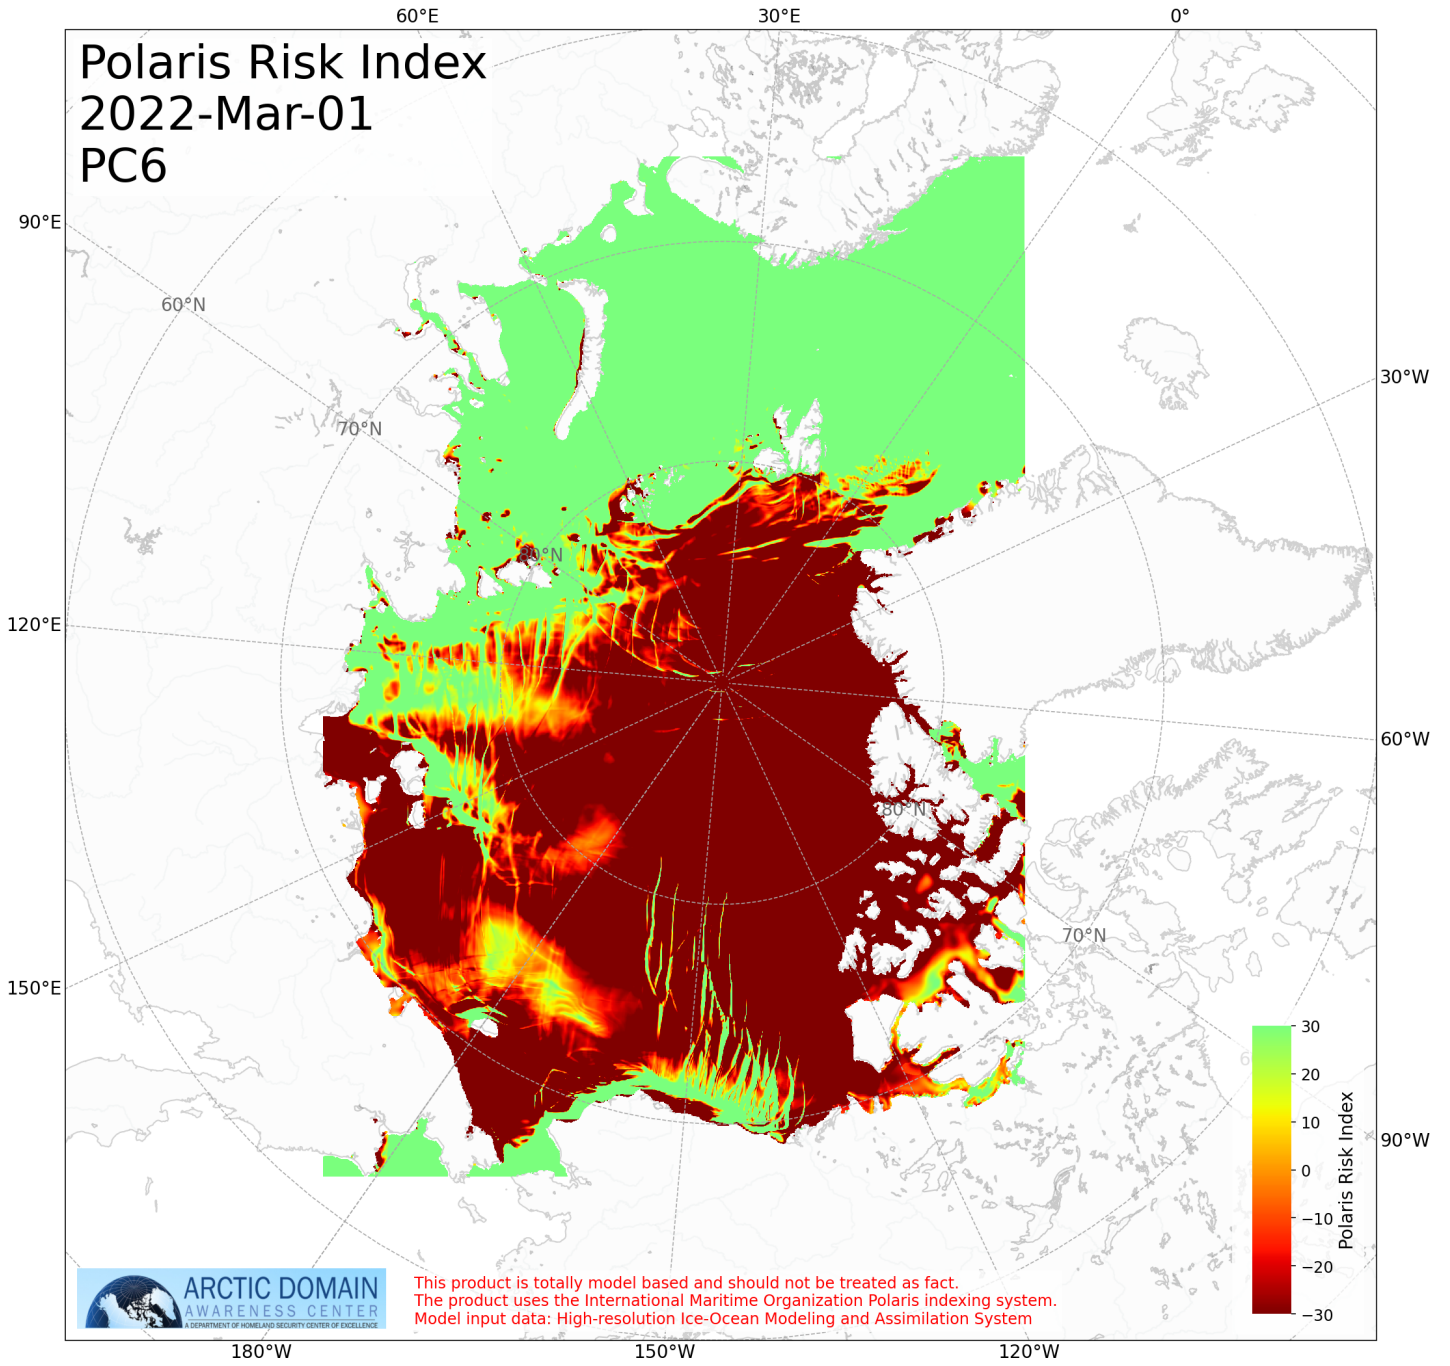 60°E
30°E
0°
Polaris Risk Index
2022-Mar-01
PC6
90°E
60°N
30°W
70°N
80°N
120°E
60°W
80°N
70°N
150°E
30
20
10
0
−10
−20
−30
Polaris Risk Index
90°W
ARCTIC DOMAIN
AWARENESS CENTER
A DEPARTMENT OF HOMELAND SECURITY CENTER OF EXCELLENCE
This product is totally model based and should not be treated as fact.
The product uses the International Maritime Organization Polaris indexing system.
Model input data: High-resolution Ice-Ocean Modeling and Assimilation System
180°W
150°W
120°W